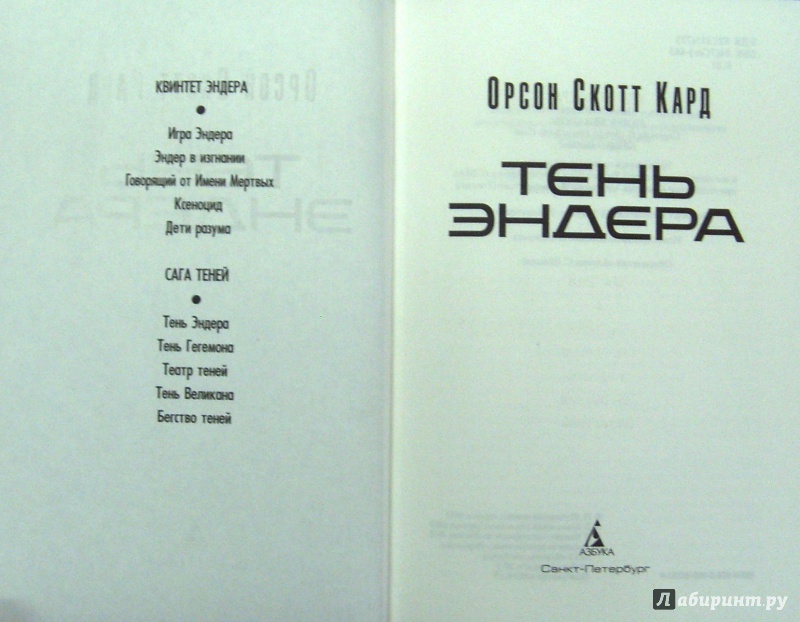 КВИНТЕТ ЭНДЕРА
Игра Эндера
Эндер в изгнании
Говорящий от Имени Мертвых
Ксеноцид
Дети разума
САГА ТЕНЕЙ
Тень Эндера
Тень Гегемона
Театр теней
Тень Великана
Бегство теней
ОРСОН СКОТТ КАРД
ТЕНЬ
ЭНДЕРА
АЗБУКА
Санкт-Петербург
Лабиринт.ру